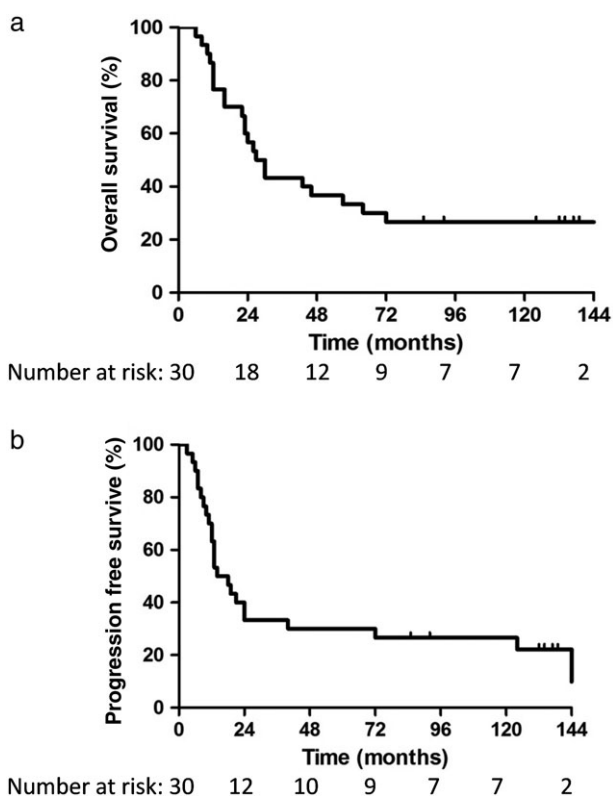 a
Overall survival (%)
100
80
60
40
20
0
0 24 48 72 96 120 144
Time (months)
Number at risk: 30 18 12 9 7 7 2
b
Progression free survive (%)
100
80
60
40
20
0
0 24 48 72 96 120 144
Time (months)
Number at risk: 30 12 10 9 7 7 2